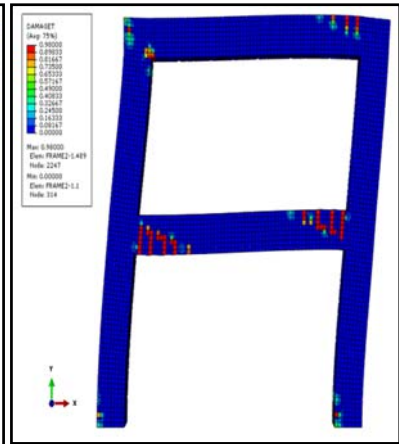 DAMAGET
(Avg: 75%)
0.98000
0.89833
0.81667
0.73500
0.65333
0.57167
0.49000
0.40833
0.32667
0.24500
0.16333
0.08167
0.00000
Max: 0.98000
Elem: FRAME2-1.489
Node: 2247
Min: 0.00000
Elem: FRAME2-1.1
Node: 314
Y
X